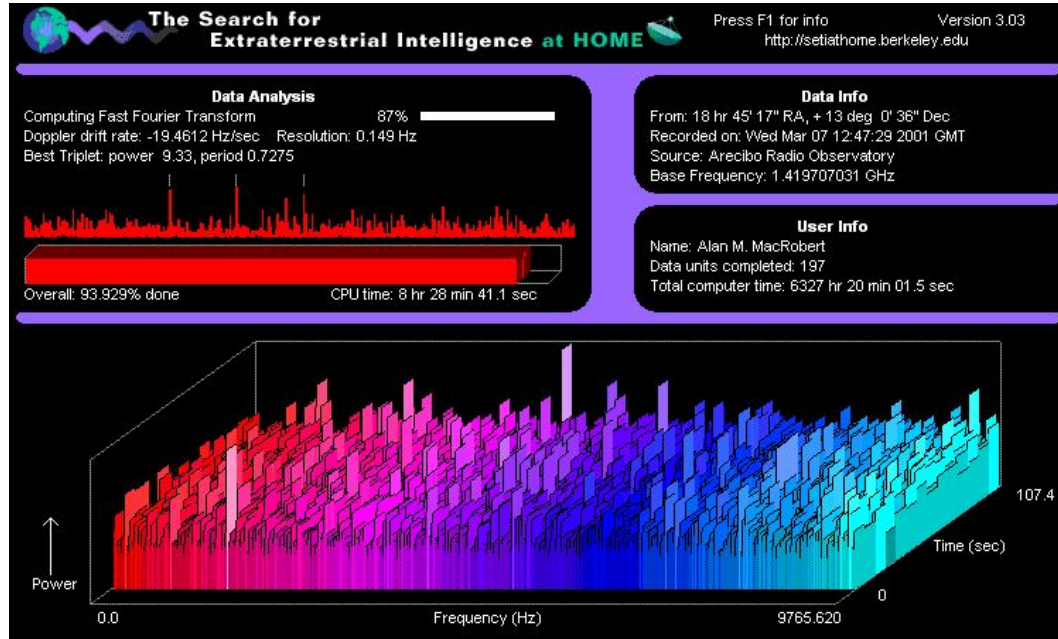 The Search for
Extraterrestrial Intelligence at HOME
Press F1 for info Version 3.03
http://setiathome.berkeley.edu
Data Analysis
Computing Fast Fourier Transform 87%
Doppler drift rate: -19.4612 Hz/sec Resolution: 0.149 Hz
Best Triplet: power 9.33, period 0.7275
Overall: 93.929% done CPU time: 8 hr 28 min 41.1 sec
Data Info
From: 18 hr 45' 17" RA, + 13 deg 0' 36" Dec
Recorded on: Wed Mar 07 12:47:29 2001 GMT
Source: Arecibo Radio Observatory
Base Frequency: 1.419707031 GHz
User Info
Name: Alan M. MacRobert
Data units completed: 197
Total computer time: 6327 hr 20 min 01.5 sec
107.4
Time (sec)
Power
0
0.0 Frequency (Hz) 9765.620